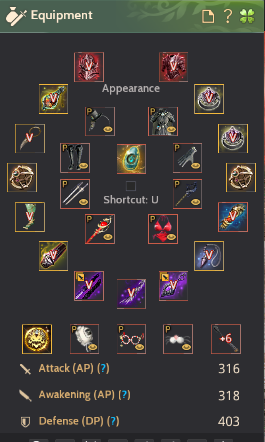 Equipment ?
Appearance
V V
V V
P P
V V
P P
P P
Shortcut: U
V V
P P
V V
V V V
P P P +6
Attack (AP) (?) 316
Awakening (AP) (?) 318
Defense (DP) (?) 403